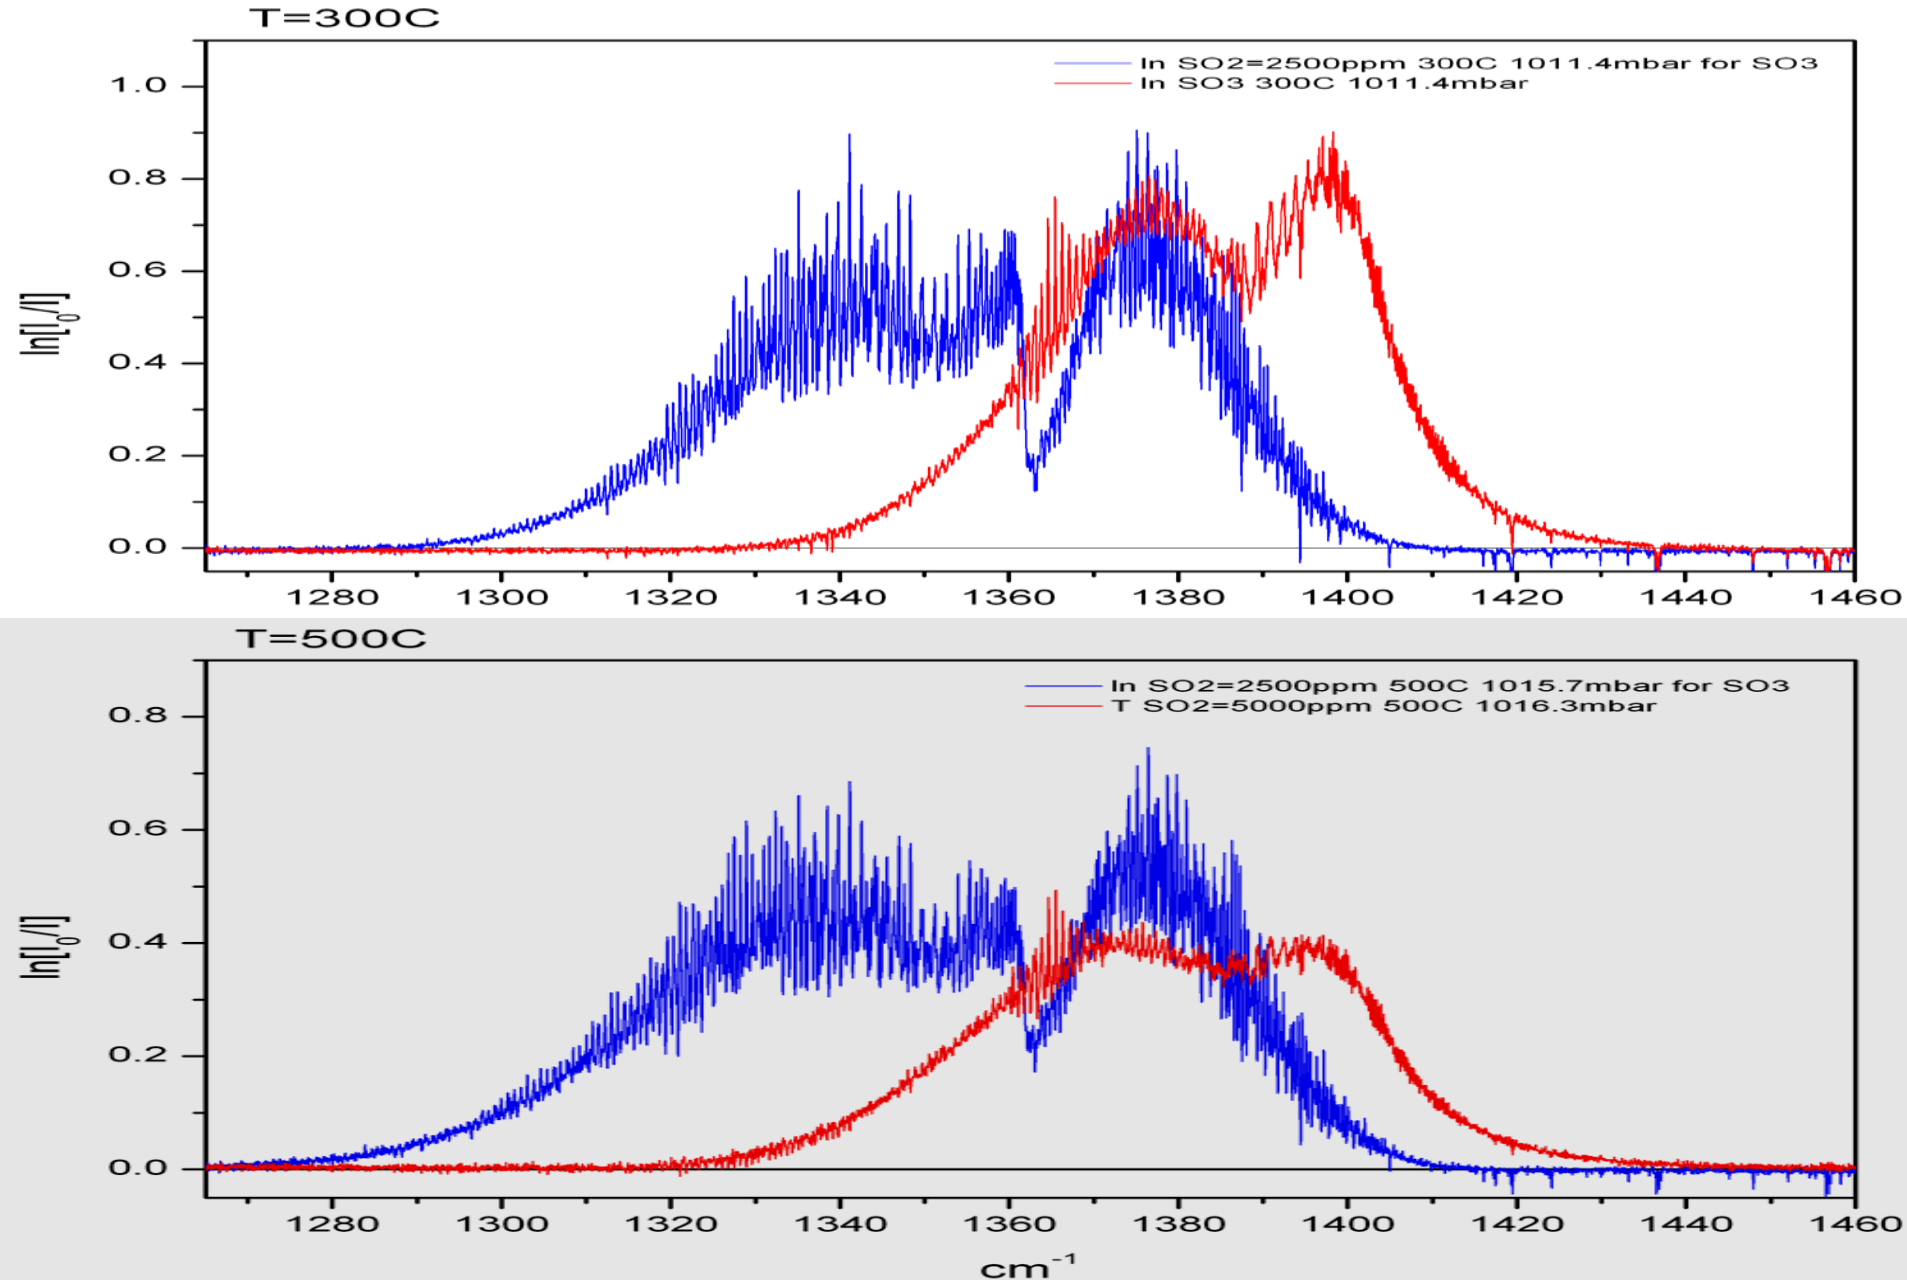 T=300C
ln SO2=2500ppm 300C 1011.4mbar for SO3
ln SO3 300C 1011.4mbar
1.0
0.8
0.6
0.4
0.2
0.0
ln[I0/I]
1280 1300 1320 1340 1360 1380 1400 1420 1440 1460
T=500C
ln SO2=2500ppm 500C 1015.7mbar for SO3
T SO2=5000ppm 500C 1016.3mbar
0.8
0.6
0.4
0.2
0.0
ln[I0/I]
1280 1300 1320 1340 1360 1380 1400 1420 1440 1460
cm-1